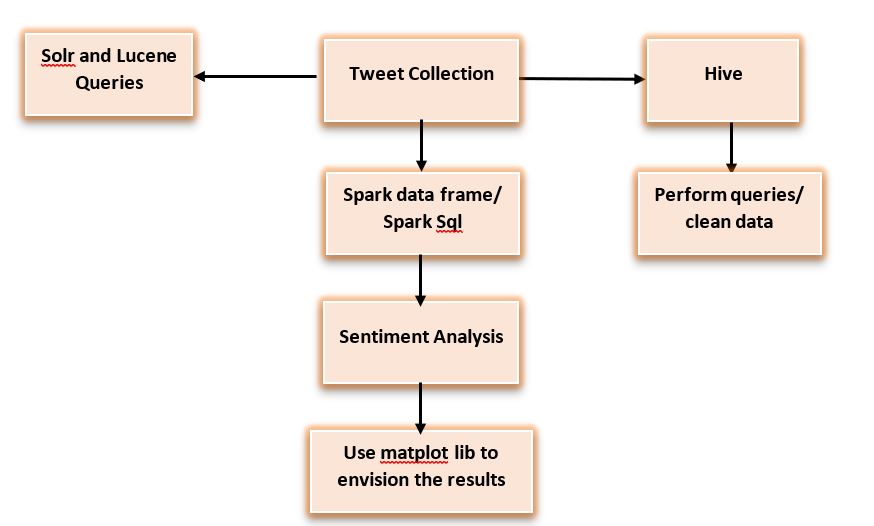 Solr and Lucene
Queries
Tweet Collection
Hive
Spark data frame/
Spark Sql
Perform queries/
clean data
Sentiment Analysis
Use matplot lib to
envision the results